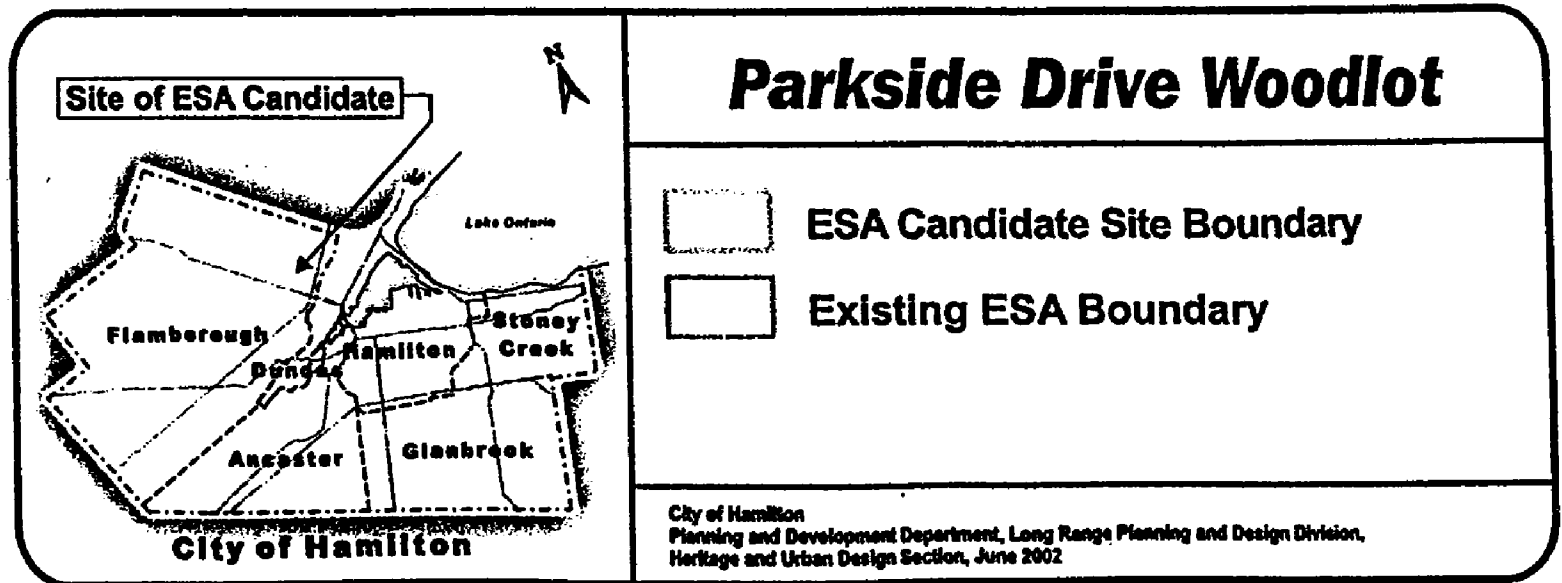 Site of ESA Candidate
N
Lake Ontario
Flamborough
Dundas
Hamilton
Stoney
Creek
Ancaster
Glanbrook
City of Hamilton
Parkside Drive Woodlot
ESA Candidate Site Boundary
Existing ESA Boundary
City of Hamilton
Planning and Development Department, Long Range Planning and Design Division,
Heritage and Urban Design Section, June 2002